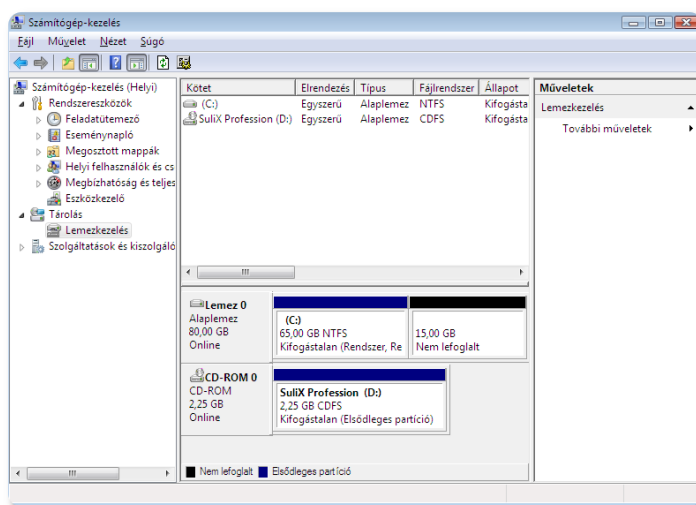 Számítógép-kezelés
Fájl Művelet Nézet Súgó
Számítógép-kezelés (Helyi)
Rendszereszközök
Feladatütemező
Eseménynapló
Megosztott mappák
Helyi felhasználók és cs
Megbízhatóság és teljes
Eszközkezelő
Tárolás
Lemezkezelés
Szolgáltatások és kiszolgáló
Kötet Elrendezés Típus Fájlrendszer Állapot
(C:) Egyszerű Alaplemez NTFS Kifogásta
SuliX Profession (D:) Egyszerű Alaplemez CDFS Kifogásta
Lemez 0
Alaplemez
80,00 GB
Online
(C:)
65,00 GB NTFS
Kifogástalan (Rendszer, Re
15,00 GB
Nem lefoglalt
CD-ROM 0
CD-ROM
2,25 GB
Online
SuliX Profession (D:)
2,25 GB CDFS
Kifogástalan (Elsődleges partíció)
Nem lefoglalt Elsődleges partíció
Műveletek
Lemezkezelés
További műveletek